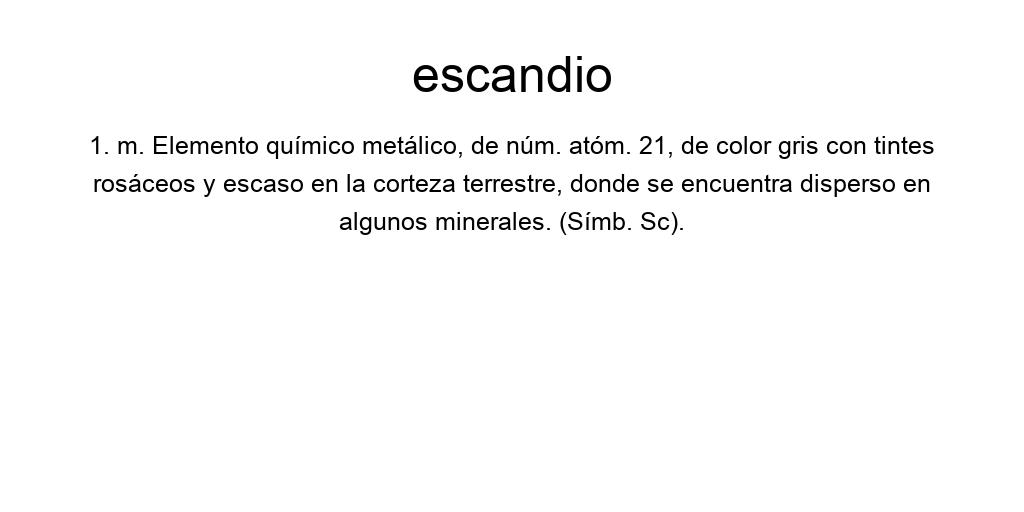 escandio
1. m. Elemento químico metálico, de núm. atóm. 21, de color gris con tintes
rosáceos y escaso en la corteza terrestre, donde se encuentra disperso en
algunos minerales. (Símb. Sc).